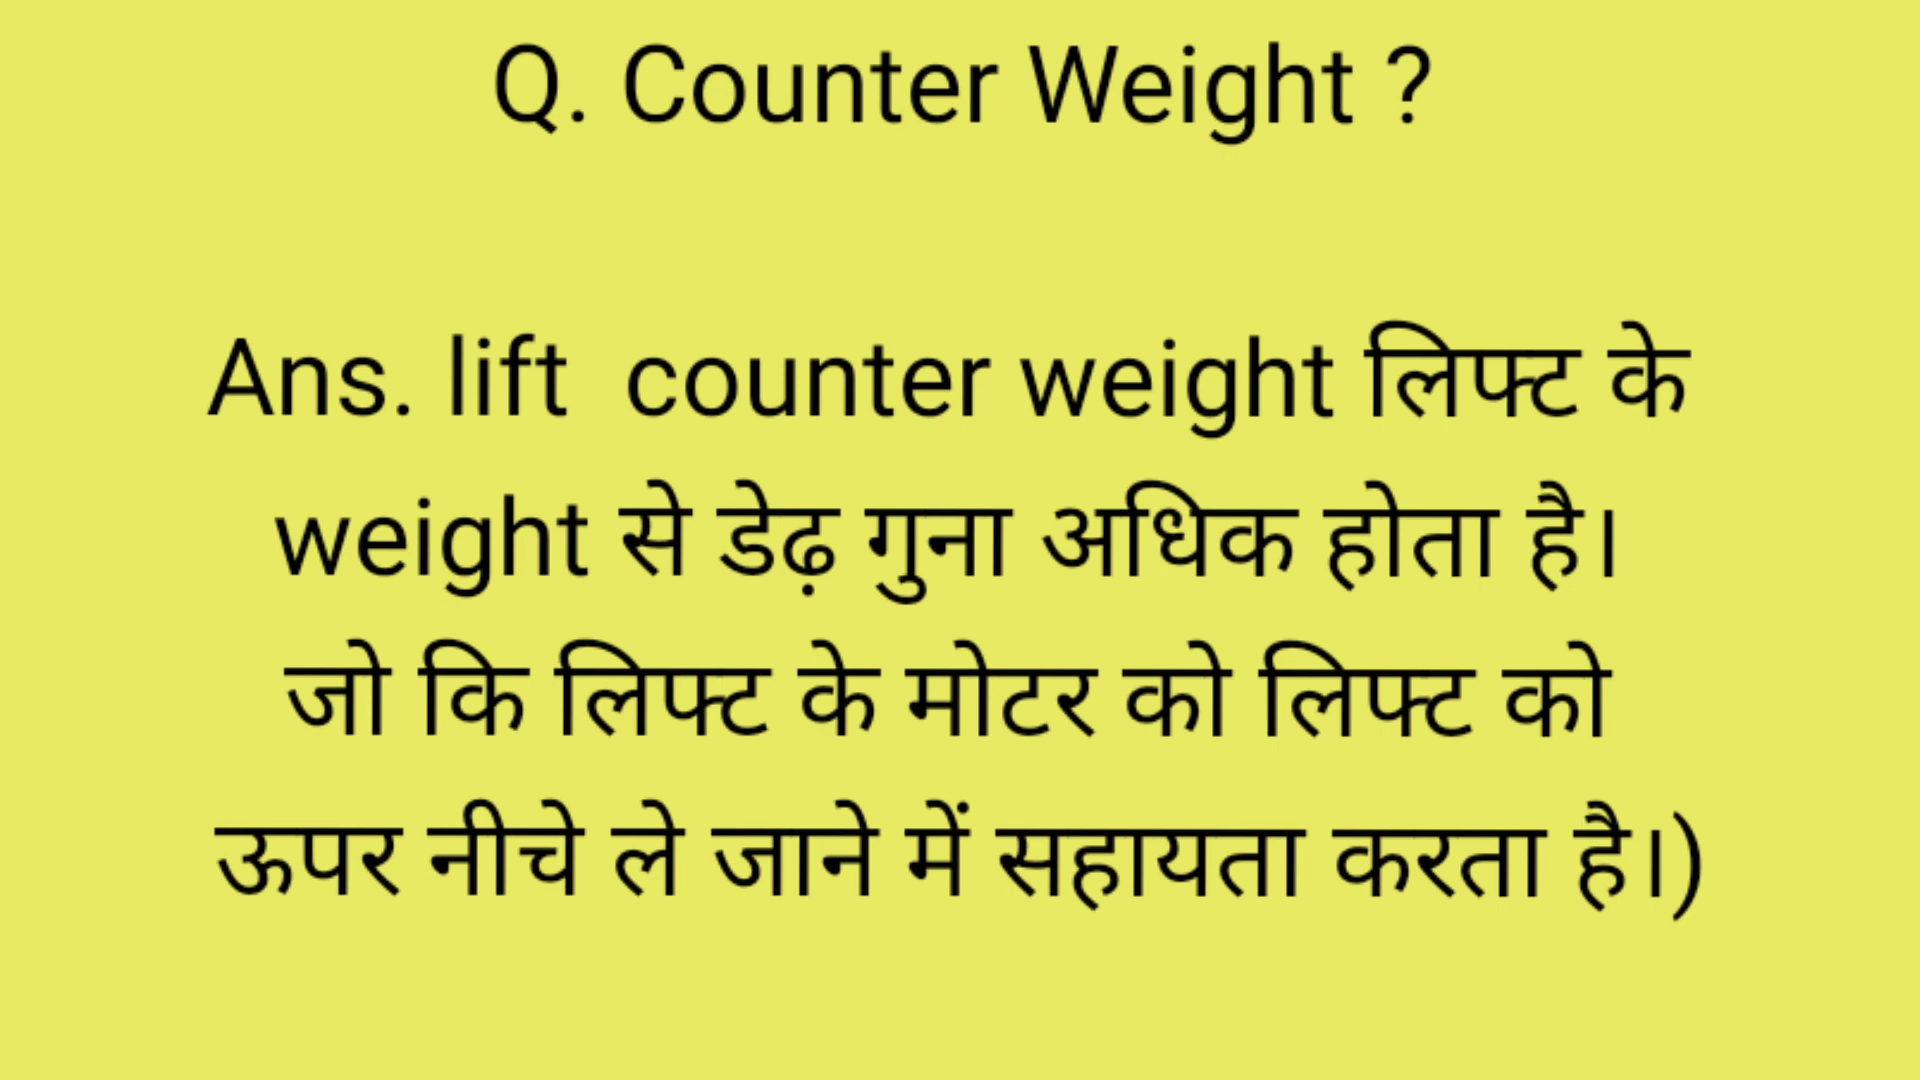 Q. Counter Weight ?
Ans. lift  counter weight लिफ्ट के
weight से डेढ़ गुना अधिक होता है।
जो कि लिफ्ट के मोटर को लिफ्ट को
ऊपर नीचे ले जाने में सहायता करता है।)